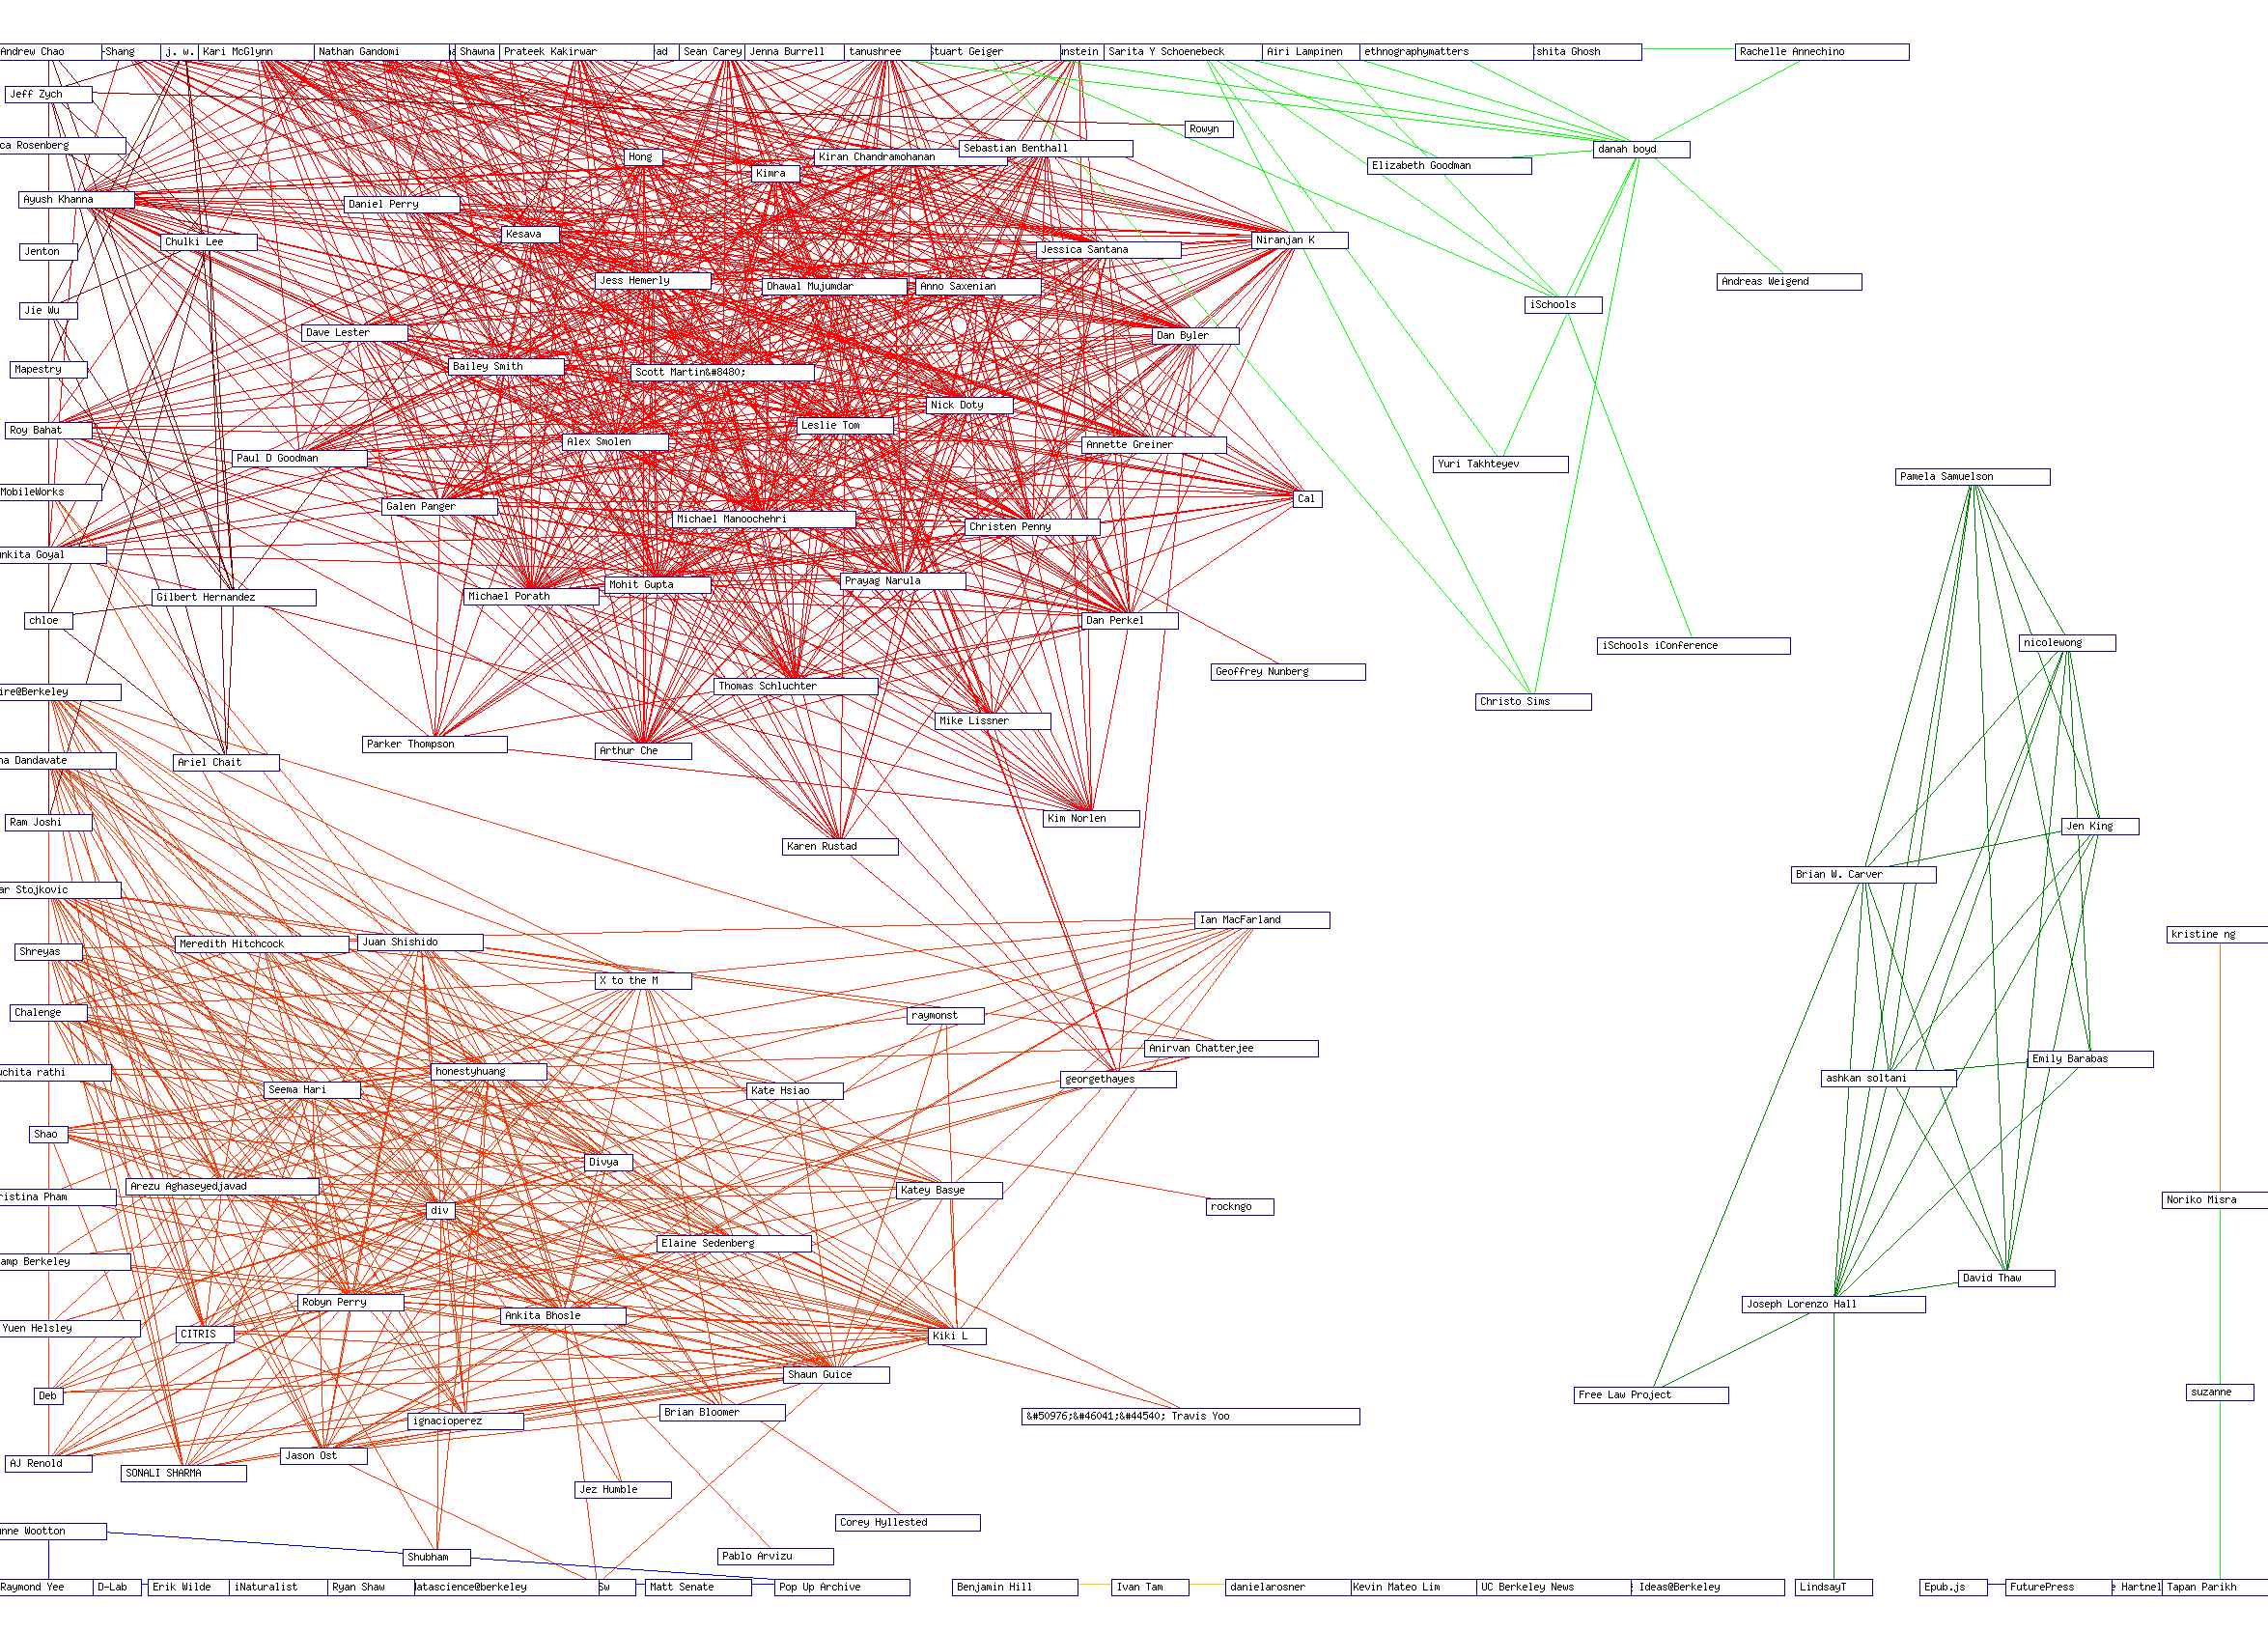 Andrew Chao
-Shang
j. w.
Kari McGlynn
Nathan Gandomi
Shawna
Prateek Kakirwar
ad
Sean Carey
Jenna Burrell
tanushree
Stuart Geiger
nstein
Sarita Y Schoenebeck
Airi Lampinen
ethnographymatters
shita Ghosh
Rachelle Annechino
Jeff Zych
Rowyn
ca Rosenberg
Hong
Kiran Chandramohanan
Sebastian Benthall
danah boyd
Elizabeth Goodman
Kimra
Ayush Khanna
Daniel Perry
Kesava
Chulki Lee
Niranjan K
Jenton
Jessica Santana
Jess Hemerly
Dhawal Mujumdar
Anno Saxenian
Andreas Weigend
iSchools
Jie Wu
Dave Lester
Dan Byler
Mapestry
Bailey Smith
Scott Martin&#8480;
Nick Doty
Roy Bahat
Leslie Tom
Alex Smolen
Annette Greiner
Paul D Goodman
Yuri Takhteyev
Pamela Samuelson
MobileWorks
Cal
Galen Panger
Michael Manoochehri
Christen Penny
nkita Goyal
Mohit Gupta
Prayag Narula
Gilbert Hernandez
Michael Porath
chloe
Dan Perkel
nicolewong
iSchools iConference
Geoffrey Nunberg
ire@Berkeley
Thomas Schluchter
Christo Sims
Mike Lissner
Parker Thompson
Arthur Che
na Dandavate
Ariel Chait
Ram Joshi
Kim Norlen
Jen King
Karen Rustad
Brian W. Carver
ar Stojkovic
Ian MacFarland
kristine ng
Shreyas
Meredith Hitchcock
Juan Shishido
X to the M
Chalenge
raymonst
Anirvan Chatterjee
Emily Barabas
uchita rathi
honestyhuang
georgethayes
ashkan soltani
Seema Hari
Kate Hsiao
Shao
Divya
Arezu Aghaseyedjavad
Katey Basye
ristina Pham
Noriko Misra
div
rockngo
Elaine Sedenberg
amp Berkeley
David Thaw
Robyn Perry
Joseph Lorenzo Hall
Ankita Bhosle
Yuen Helsley
CITRIS
Kiki L
Shaun Guice
Deb
Free Law Project
suzanne
Brian Bloomer
&#50976;&#46041;&#44540; Travis Yoo
ignacioperez
Jason Ost
AJ Renold
SONALI SHARMA
Jez Humble
Corey Hyllested
nne Wootton
Shubham
Pablo Arvizu
Raymond Yee
D-Lab
Erik Wilde
iNaturalist
Ryan Shaw
datascience@berkeley
Sw
Matt Senate
Pop Up Archive
Benjamin Hill
Ivan Tam
danielarosner
Kevin Mateo Lim
UC Berkeley News
Ideas@Berkeley
LindsayT
Epub.js
FuturePress
e Hartnel
Tapan Parikh